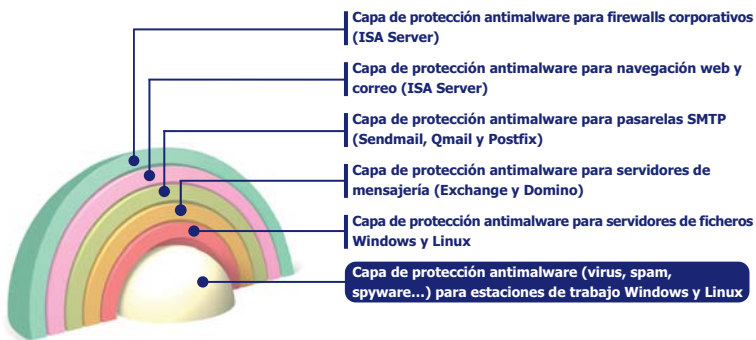 Capa de protección antimalware para firewalls corporativos
(ISA Server)
Capa de protección antimalware para navegación web y
correo (ISA Server)
Capa de protección antimalware para pasarelas SMTP
(Sendmail, Qmail y Postfix)
Capa de protección antimalware para servidores de
mensajería (Exchange y Domino)
Capa de protección antimalware para servidores de ficheros
Windows y Linux
Capa de protección antimalware (virus, spam,
spyware...) para estaciones de trabajo Windows y Linux